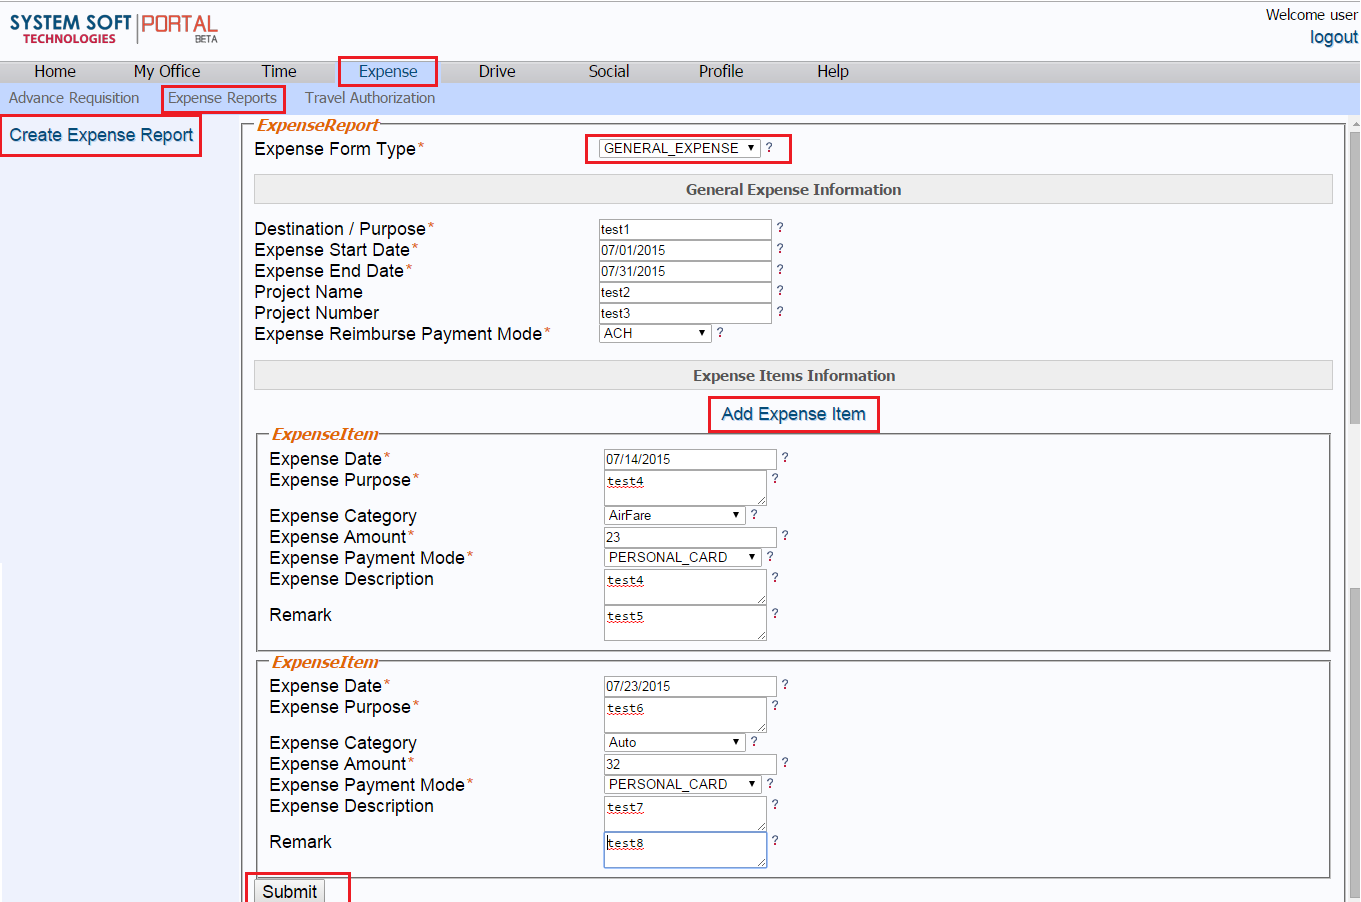 SYSTEM SOFT PORTAL
TECHNOLOGIES BETA
Welcome user
logout
Home My Office Time Expense Drive Social Profile Help
Advance Requisition Expense Reports Travel Authorization
Create Expense Report
ExpenseReport
Expense Form Type* GENERAL_EXPENSE ?
General Expense Information
Destination / Purpose* test1 ?
Expense Start Date* 07/01/2015 ?
Expense End Date* 07/31/2015 ?
Project Name test2 ?
Project Number test3 ?
Expense Reimburse Payment Mode* ACH ?
Expense Items Information
Add Expense Item
ExpenseItem
Expense Date* 07/14/2015 ?
Expense Purpose* test4 ?
Expense Category AirFare ?
Expense Amount* 23 ?
Expense Payment Mode* PERSONAL_CARD ?
Expense Description test4 ?
Remark test5 ?
ExpenseItem
Expense Date* 07/23/2015 ?
Expense Purpose* test6 ?
Expense Category Auto ?
Expense Amount* 32 ?
Expense Payment Mode* PERSONAL_CARD ?
Expense Description test7 ?
Remark test8 ?
Submit